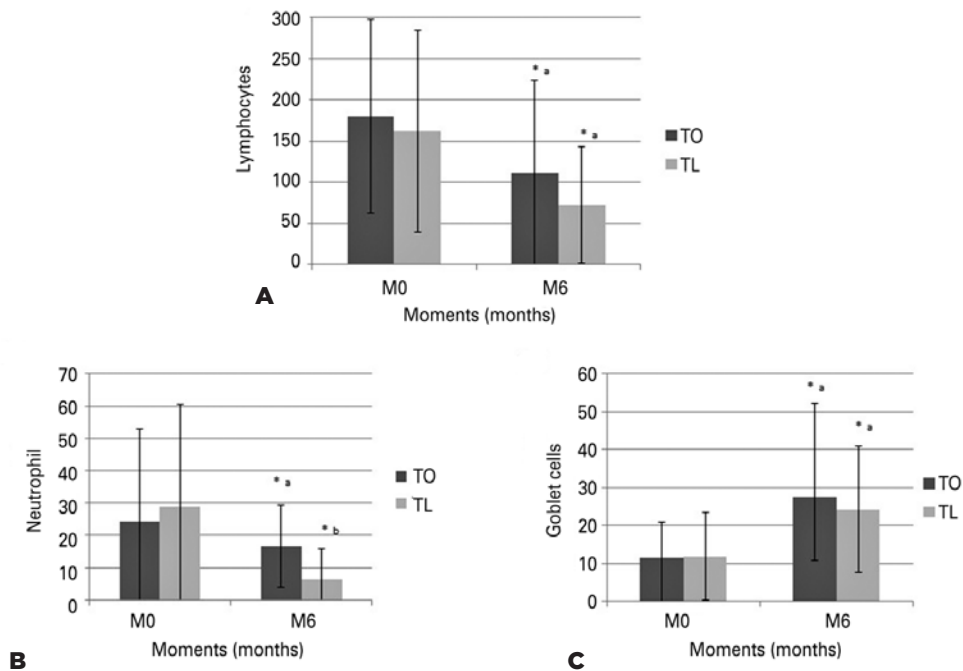 300
250
200
150
100
50
0
Lymphocytes
* a
* a
TO
TL
M0 M6
Moments (months)
A
70
60
50
40
30
20
10
0
Neutrophil
* a
* b
TO
TL
M0 M6
Moments (months)
B
60
50
40
30
20
10
0
Goblet cells
* a
* a
TO
TL
M0 M6
Moments (months)
C